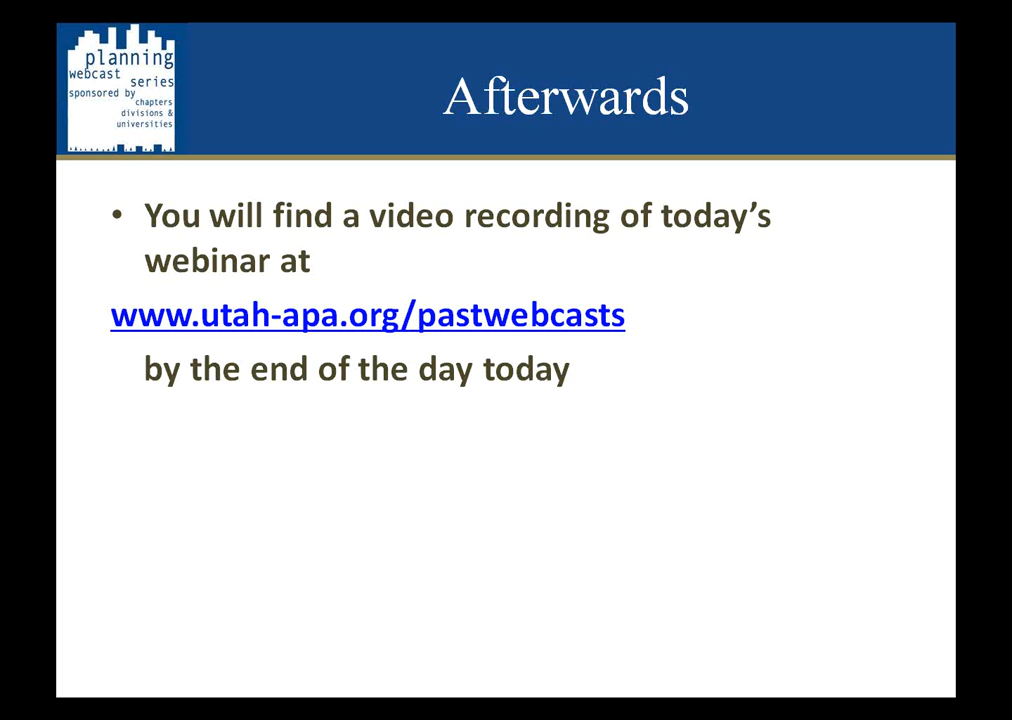 planning
webcast series
sponsored by
chapters
divisions &
universities
Afterwards
• You will find a video recording of today’s
webinar at
www.utah-apa.org/pastwebcasts
by the end of the day today